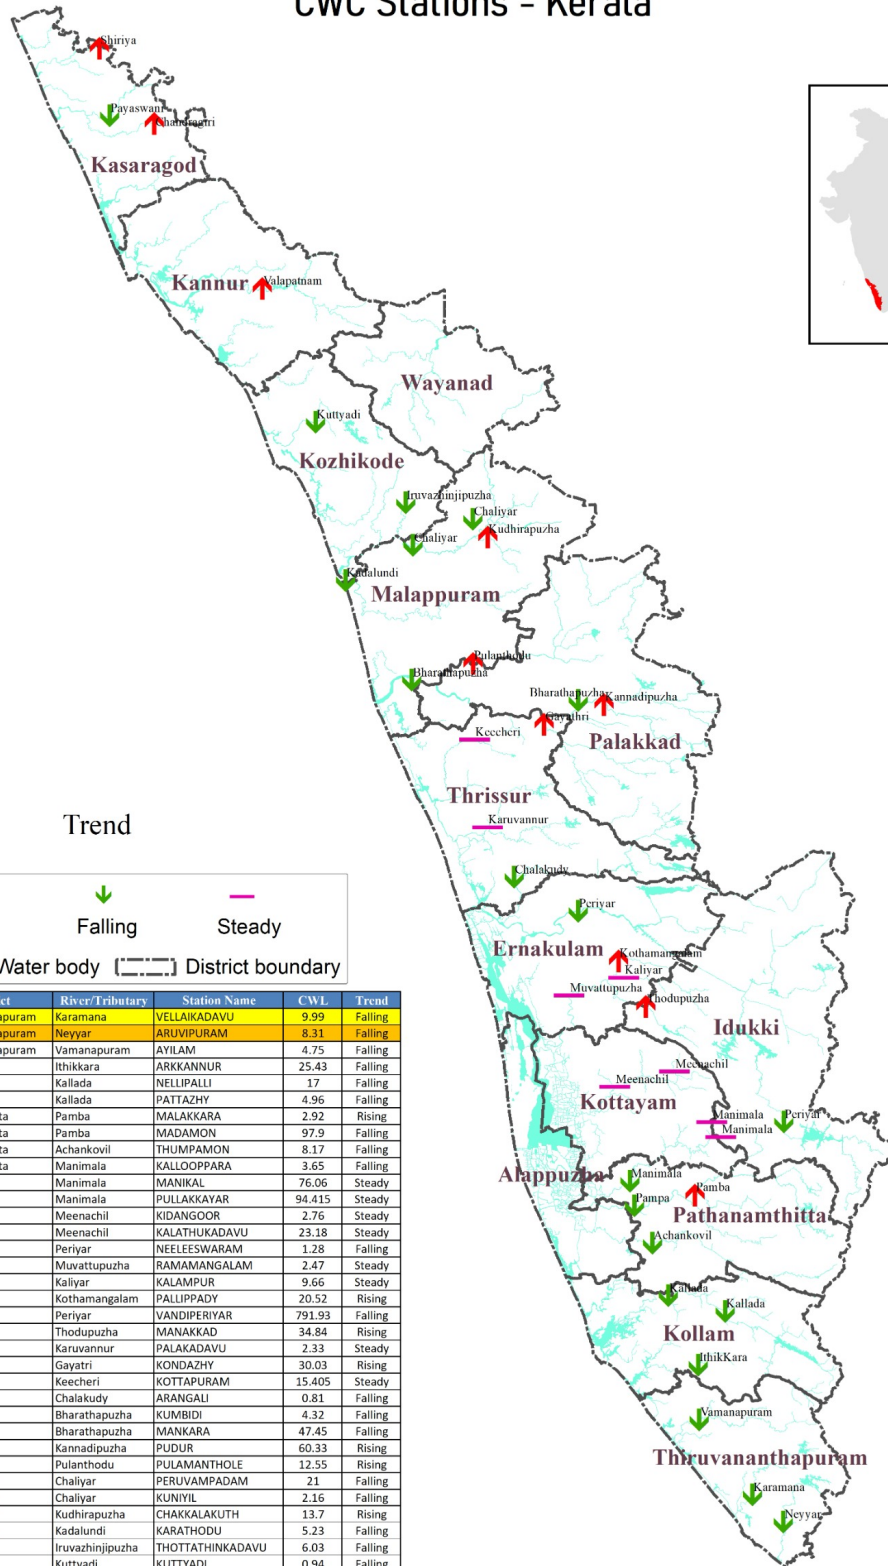 CWC Stations - Kerala
Shiriya
Payaswani
Chandragiri
Kasaragod
Kannur
Valapatnam
Wayanad
Kuttyadi
Kozhikode
Iruvazhinjipuzha
Chaliyar
Kudhirapuzha
Chaliyar
Kadalundi
Malappuram
Pulanthodu
Bharathapuzha
Bharathapuzha
Kannadipuzha
Gayathri
Keecheri
Palakkad
Thrissur
Karuvannur
Chalakudy
Periyar
Ernakulam
Kothamangalam
Kaliyar
Muvattupuzha
Thodupuzha
Idukki
Meenachil
Meenachil
Kottayam
Manimala
Periyar
Manimala
Alappuzha
Manimala
Pamba
Pampa
Pathanamthitta
Achankovil
Kallada
Kallada
Kollam
IthikKara
Vamanapuram
Thiruvananthapuram
Karamana
Neyyar
Trend
Falling Steady
Water body District boundary
River/Tributary Station Name CWL Trend
Karamana VELLAIKADAVU 9.99 Falling
Neyyar ARUVIPURAM 8.31 Falling
Vamanapuram AYILAM 4.75 Falling
Ithikkara ARKKANNUR 25.43 Falling
Kallada NELLIPALLI 17 Falling
Kallada PATTAZHY 4.96 Falling
Pamba MALAKKARA 2.92 Rising
Pamba MADAMON 97.9 Falling
Achankovil THUMPAMON 8.17 Falling
Manimala KALLOOPPARA 3.65 Falling
Manimala MANIKAL 76.06 Steady
Manimala PULLAKKAYAR 94.415 Steady
Meenachil KIDANGOOR 2.76 Steady
Meenachil KALATHUKADAVU 23.18 Steady
Periyar NEELEESWARAM 1.28 Falling
Muvattupuzha RAMAMANGALAM 2.47 Steady
Kaliyar KALAMPUR 9.66 Steady
Kothamangalam PALLIPPADY 20.52 Rising
Periyar VANDIPERIYAR 791.93 Falling
Thodupuzha MANAKKAD 34.84 Rising
Karuvannur PALAKADAVU 2.33 Steady
Gayatri KONDAZHY 30.03 Rising
Keecheri KOTTAPURAM 15.405 Steady
Chalakudy ARANGALI 0.81 Falling
Bharathapuzha KUMBIDI 4.32 Falling
Bharathapuzha MANKARA 47.45 Falling
Kannadipuzha PUDUR 60.33 Rising
Pulanthodu PULAMANTHOLE 12.55 Rising
Chaliyar PERUVAMPADAM 21 Falling
Chaliyar KUNIYIL 2.16 Falling
Kudhirapuzha CHAKKALAKUTH 13.7 Rising
Kadalundi KARATHODU 5.23 Falling
Iruvazhinjipuzha THOTTATHINKADAVU 6.03 Falling
Kuttyadi KUTTYADI 0.94 Falling